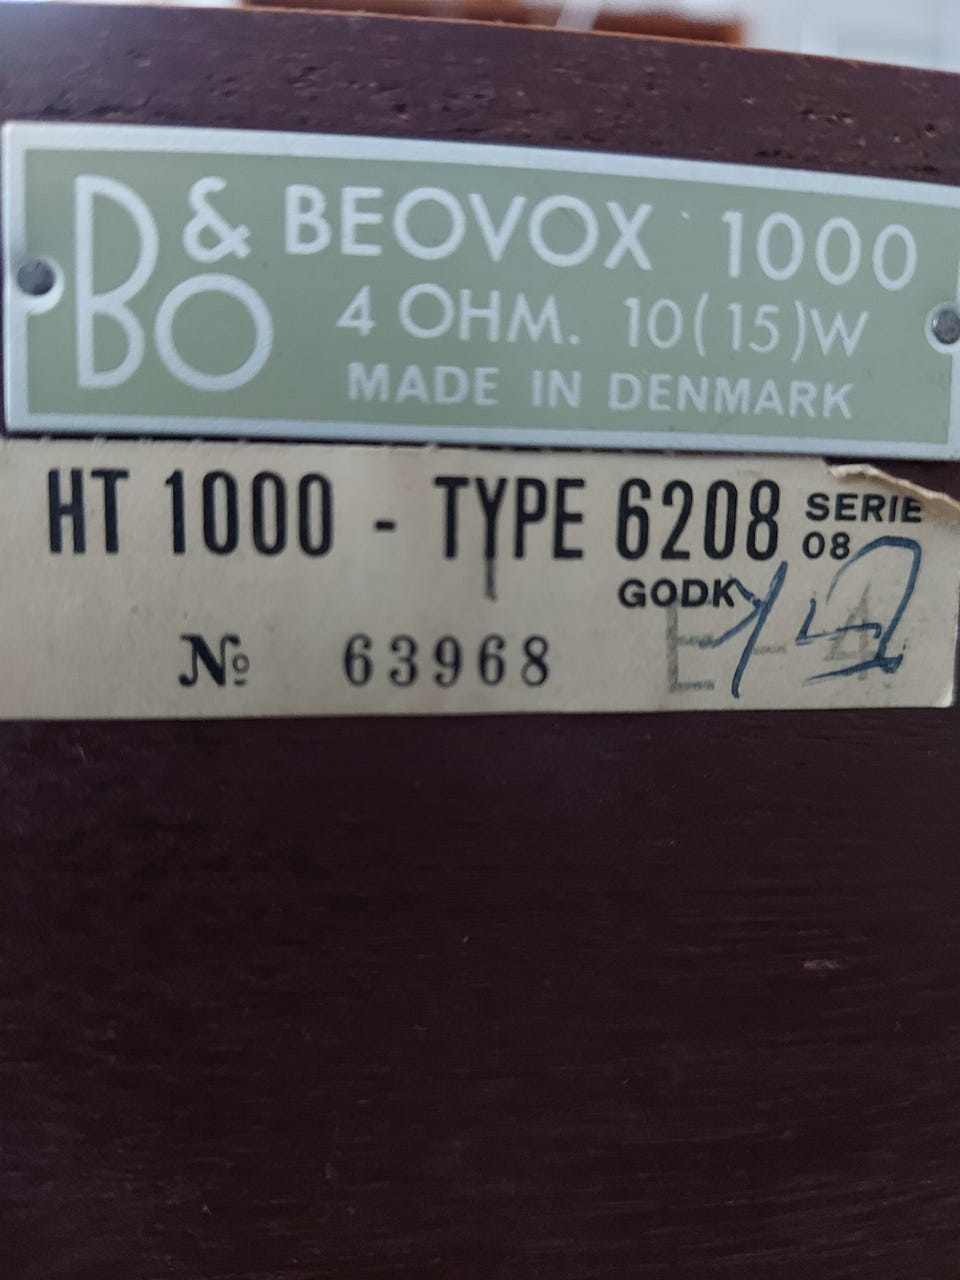 B&O BEOVOX 1000
4 OHM. 10(15)W
MADE IN DENMARK
HT 1000 - TYPE 6208 SERIE 08
GODK
No 63968